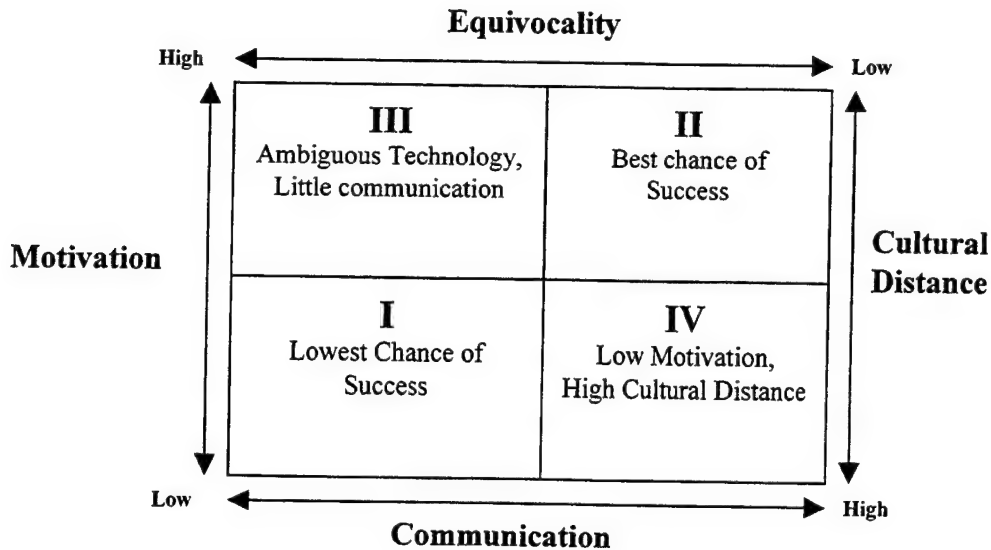 Equivocality
High
Low
III
Ambiguous Technology,
Little communication
II
Best chance of
Success
Motivation
Cultural
Distance
I
Lowest Chance of
Success
IV
Low Motivation,
High Cultural Distance
Low
High
Communication